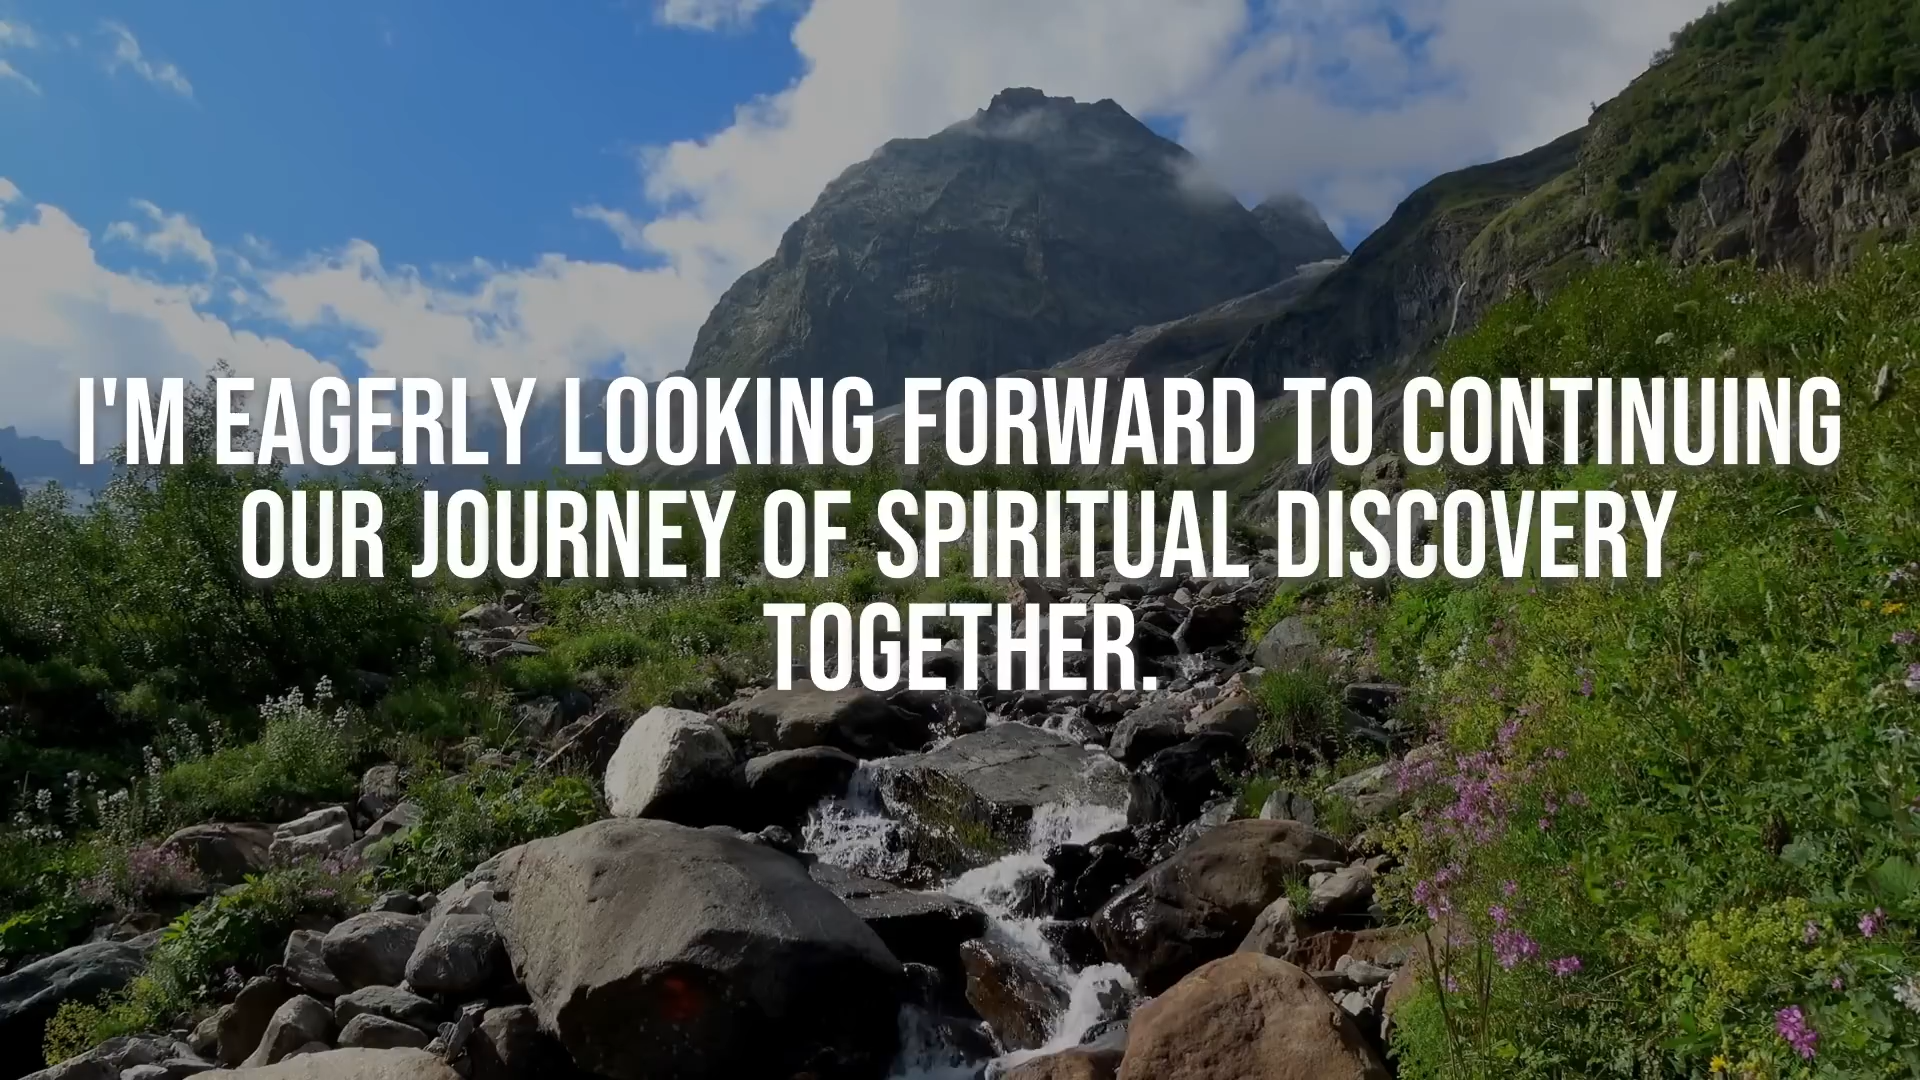 I'M EAGERLY LOOKING FORWARD TO CONTINUING
OUR JOURNEY OF SPIRITUAL DISCOVERY
TOGETHER.